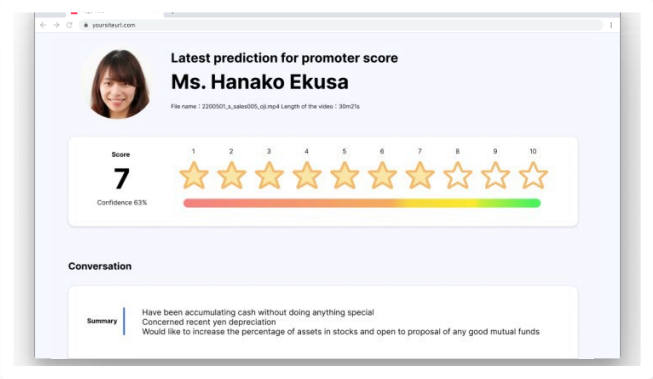 yoursiteurl.com
Latest prediction for promoter score
Ms. Hanako Ekusa
File name : 2200501_s_sales005_oji.mp4 Length of the video : 30m21s
Score
1 2 3 4 5 6 7 8 9 10
7
Confidence 63%
Conversation
Summary
Have been accumulating cash without doing anything special
Concerned recent yen depreciation
Would like to increase the percentage of assets in stocks and open to proposal of any good mutual funds